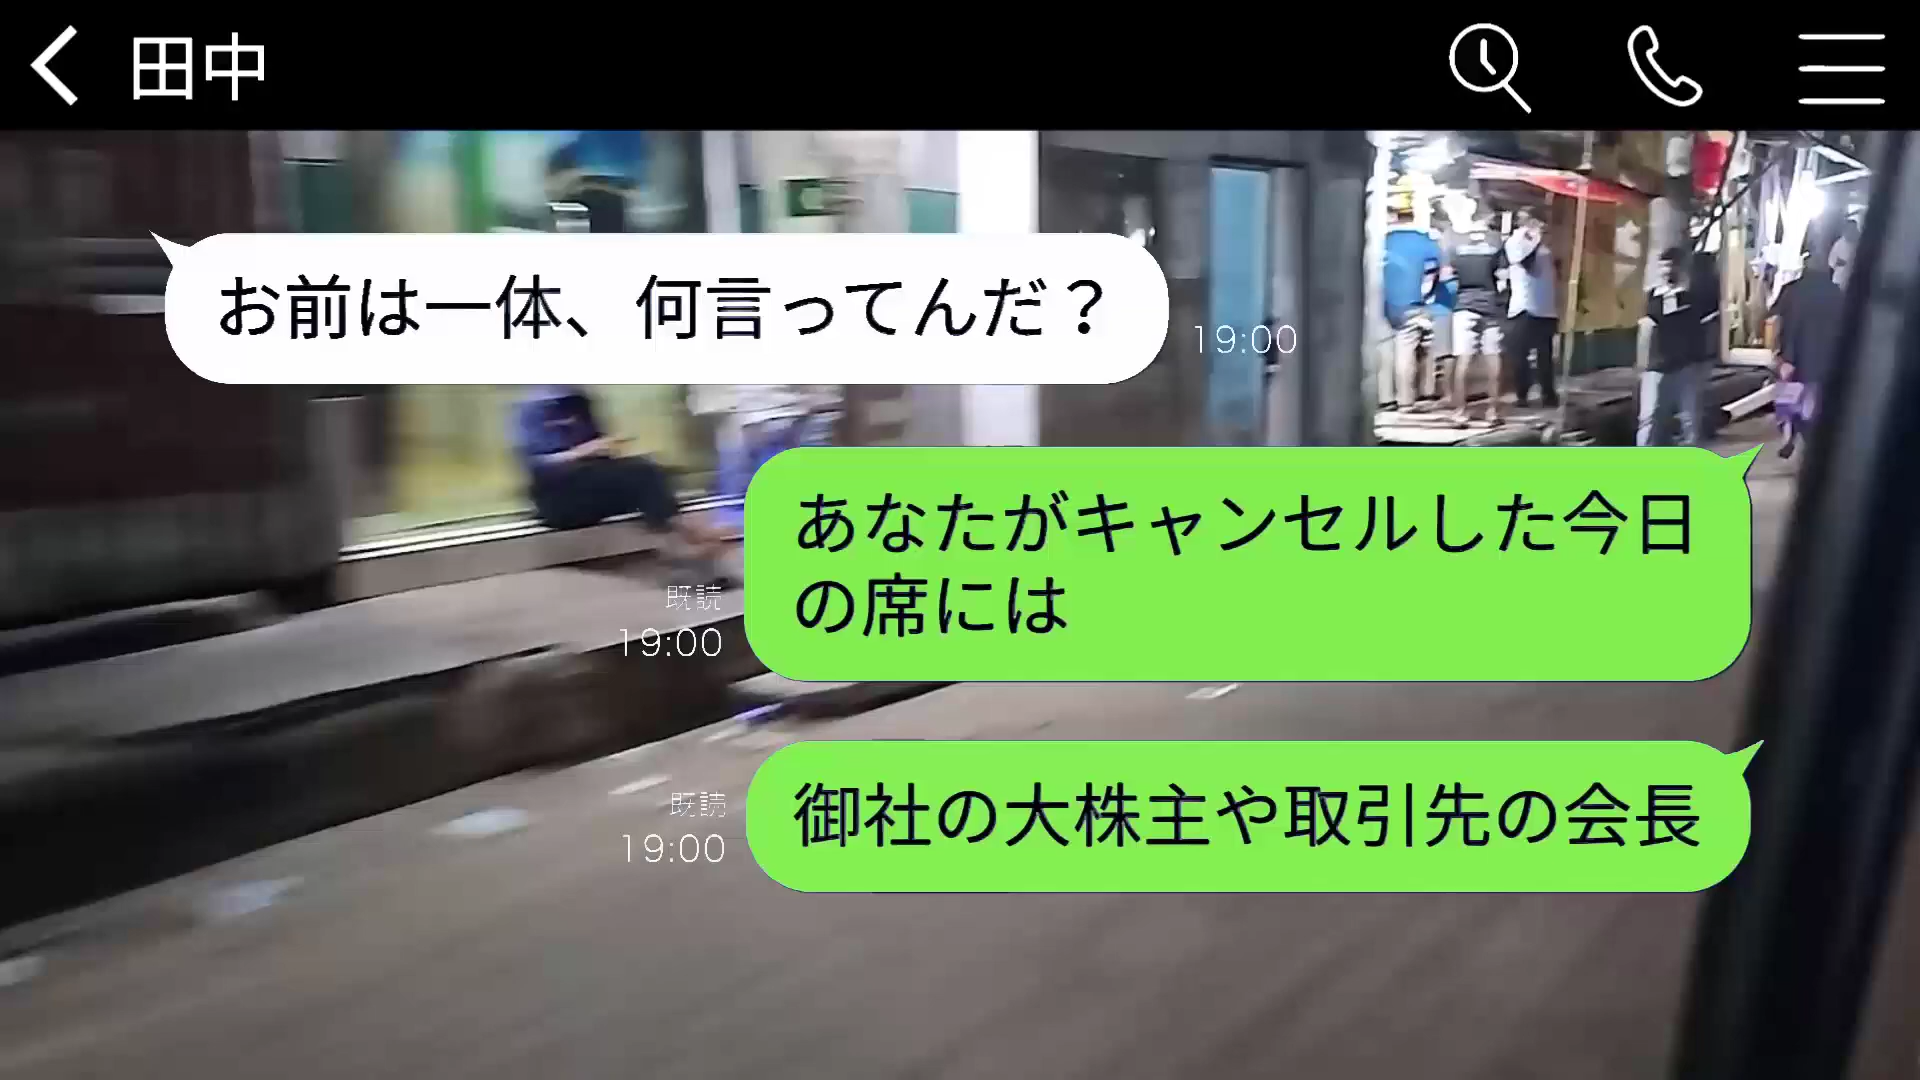 田中
お前は一体、何言ってんだ？
19:00
あなたがキャンセルした今日
の席には
既読
19:00
御社の大株主や取引先の会長
既読
19:00